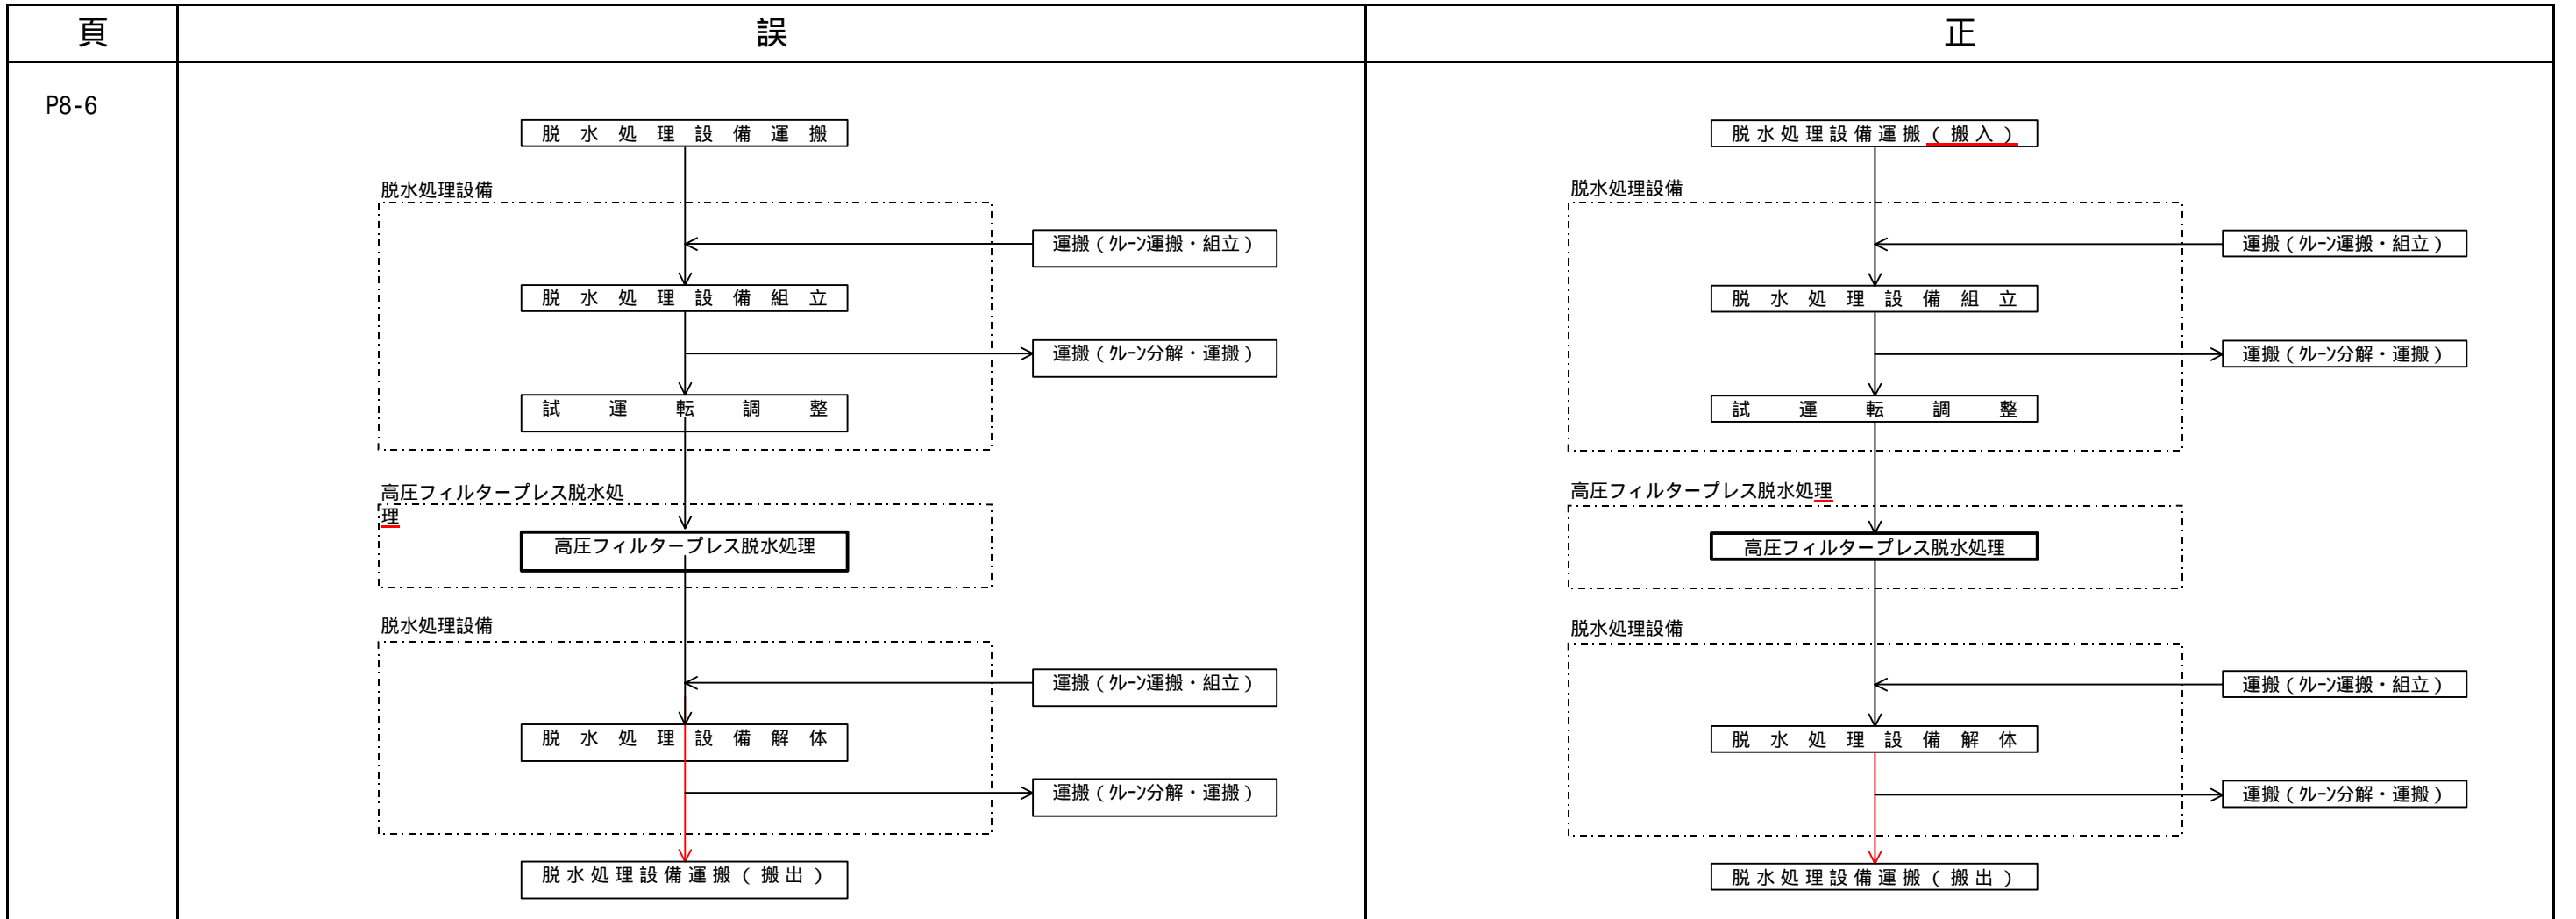 頁
誤
正
P8-6
脱水処理設備運搬
脱水処理設備
運搬（ｸﾚｰﾝ運搬・組立）
脱水処理設備組立
運搬（ｸﾚｰﾝ分解・運搬）
試運転調整
高圧フィルタープレス脱水処
理
高圧フィルタープレス脱水処理
脱水処理設備
運搬（ｸﾚｰﾝ運搬・組立）
脱水処理設備解体
運搬（ｸﾚｰﾝ分解・運搬）
脱水処理設備運搬（搬出）
脱水処理設備運搬（搬入）
脱水処理設備
運搬（ｸﾚｰﾝ運搬・組立）
脱水処理設備組立
運搬（ｸﾚｰﾝ分解・運搬）
試運転調整
高圧フィルタープレス脱水処理
高圧フィルタープレス脱水処理
脱水処理設備
運搬（ｸﾚｰﾝ運搬・組立）
脱水処理設備解体
運搬（ｸﾚｰﾝ分解・運搬）
脱水処理設備運搬（搬出）